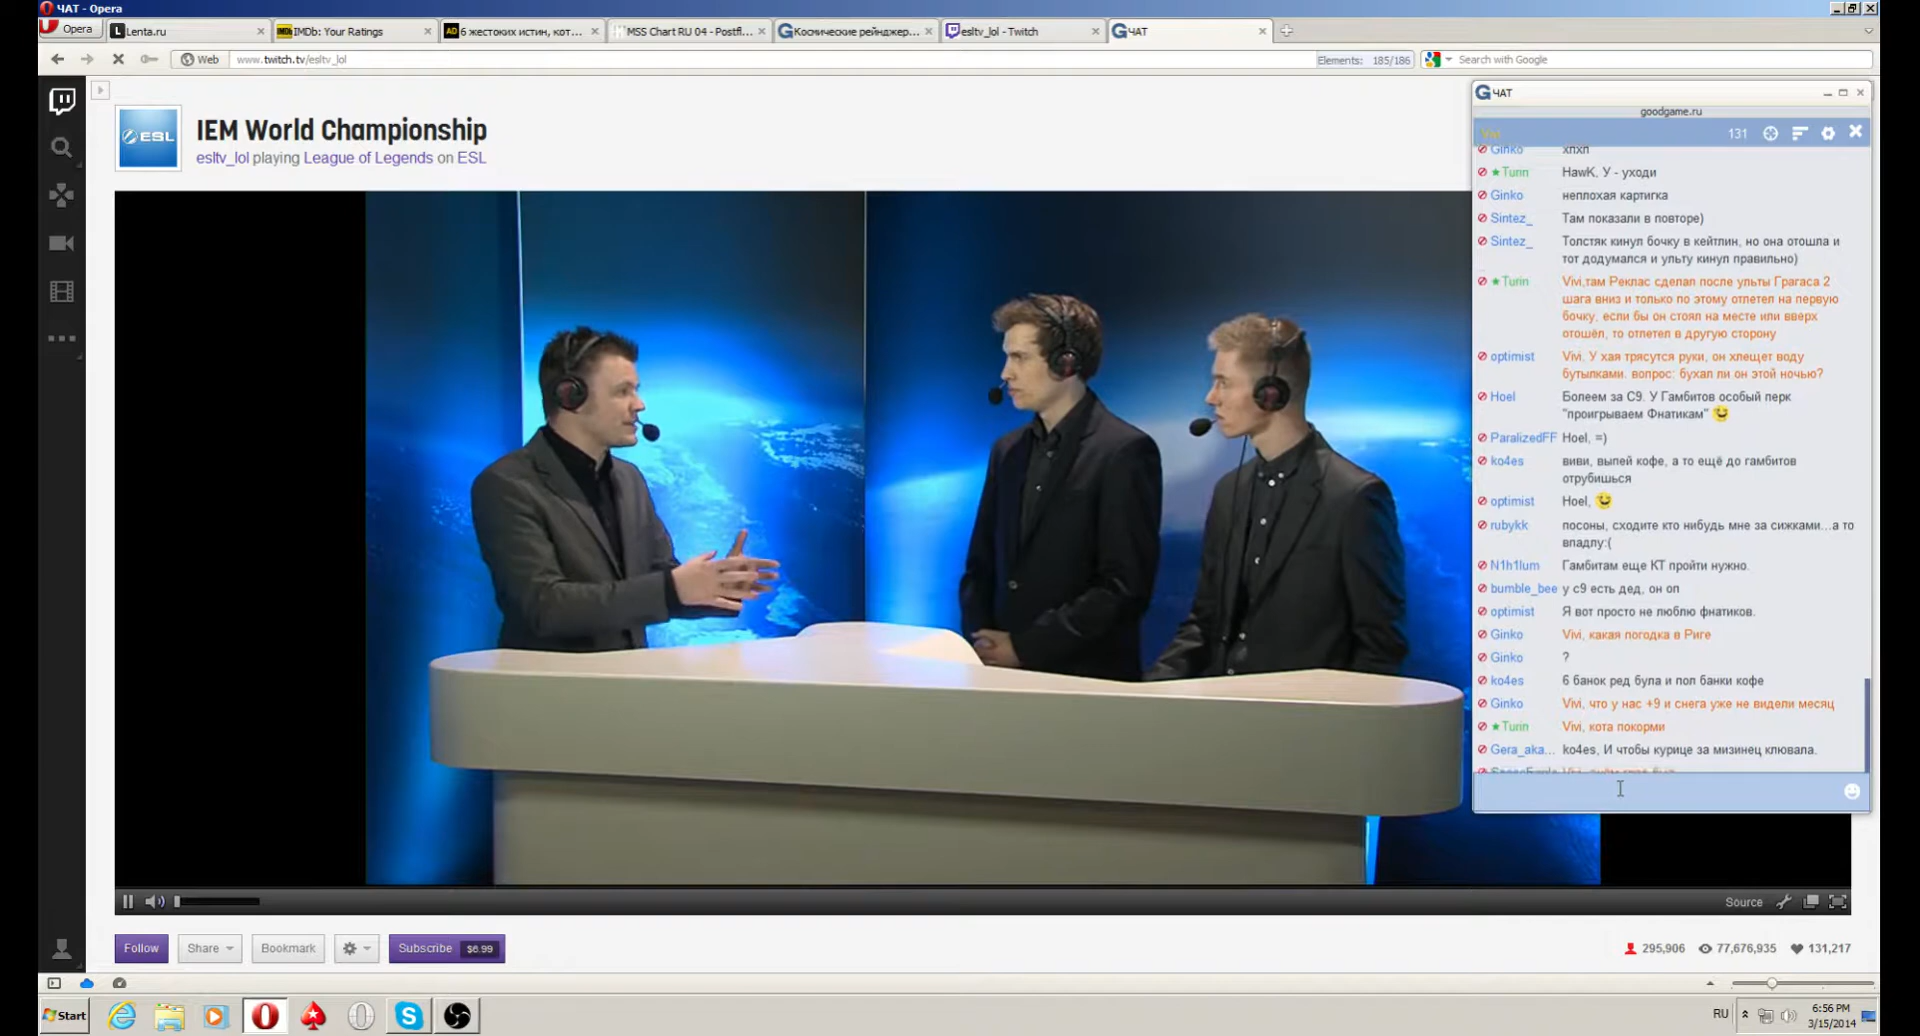 ЧАТ - Opera
Opera
Lenta.ru
IMDb: Your Ratings
6 жестоких истин, кот...
MSS Chart RU 04 - Postfl...
Космические рейнджер...
esltv_lol - Twitch
ЧАТ
Web
www.twitch.tv/esltv_lol
Elements: 185/186
Search with Google
ESL
IEM World Championship
esltv_lol playing League of Legends on ESL
ЧАТ
goodgame.ru
Vivi
131
Ginko хпхп
Turin HawK, У - уходи
Ginko неплохая картигка
Sintez_ Там показали в повторе)
Sintez_ Толстяк кинул бочку в кейтлин, но она отошла и
тот додумался и ульту кинул правильно)
Turin Vivi,там Реклас сделал после ульты Грагаса 2
шага вниз и только по этому отлетел на первую
бочку, если бы он стоял на месте или вверх
отошёл, то отлетел в другую сторону
optimist Vivi, У хая трясутся руки, он хлещет воду
бутылками. вопрос: бухал ли он этой ночью?
Hoel Болеем за С9. У Гамбитов особый перк
"проигрываем Фнатикам"
ParalizedFF Hoel, =)
ko4es виви, выпей кофе, а то ещё до гамбитов
отрубишься
optimist Hoel,
rubykk посоны, сходите кто нибудь мне за сижками...а то
впадлу:(
N1h1lum Гамбитам еще КТ пройти нужно.
bumble_bee у с9 есть дед, он оп
optimist Я вот просто не люблю фнатиков.
Ginko Vivi, какая погодка в Риге
Ginko ?
ko4es 6 банок ред була и пол банки кофе
Ginko Vivi, что у нас +9 и снега уже не видели месяц
Turin Vivi, кота покорми
Gera_aka... ko4es, И чтобы курице за мизинец клювала.
Source
Follow
Share
Bookmark
Subscribe $6.99
295,906
77,676,935
131,217
Start
RU
6:56 PM
3/15/2014